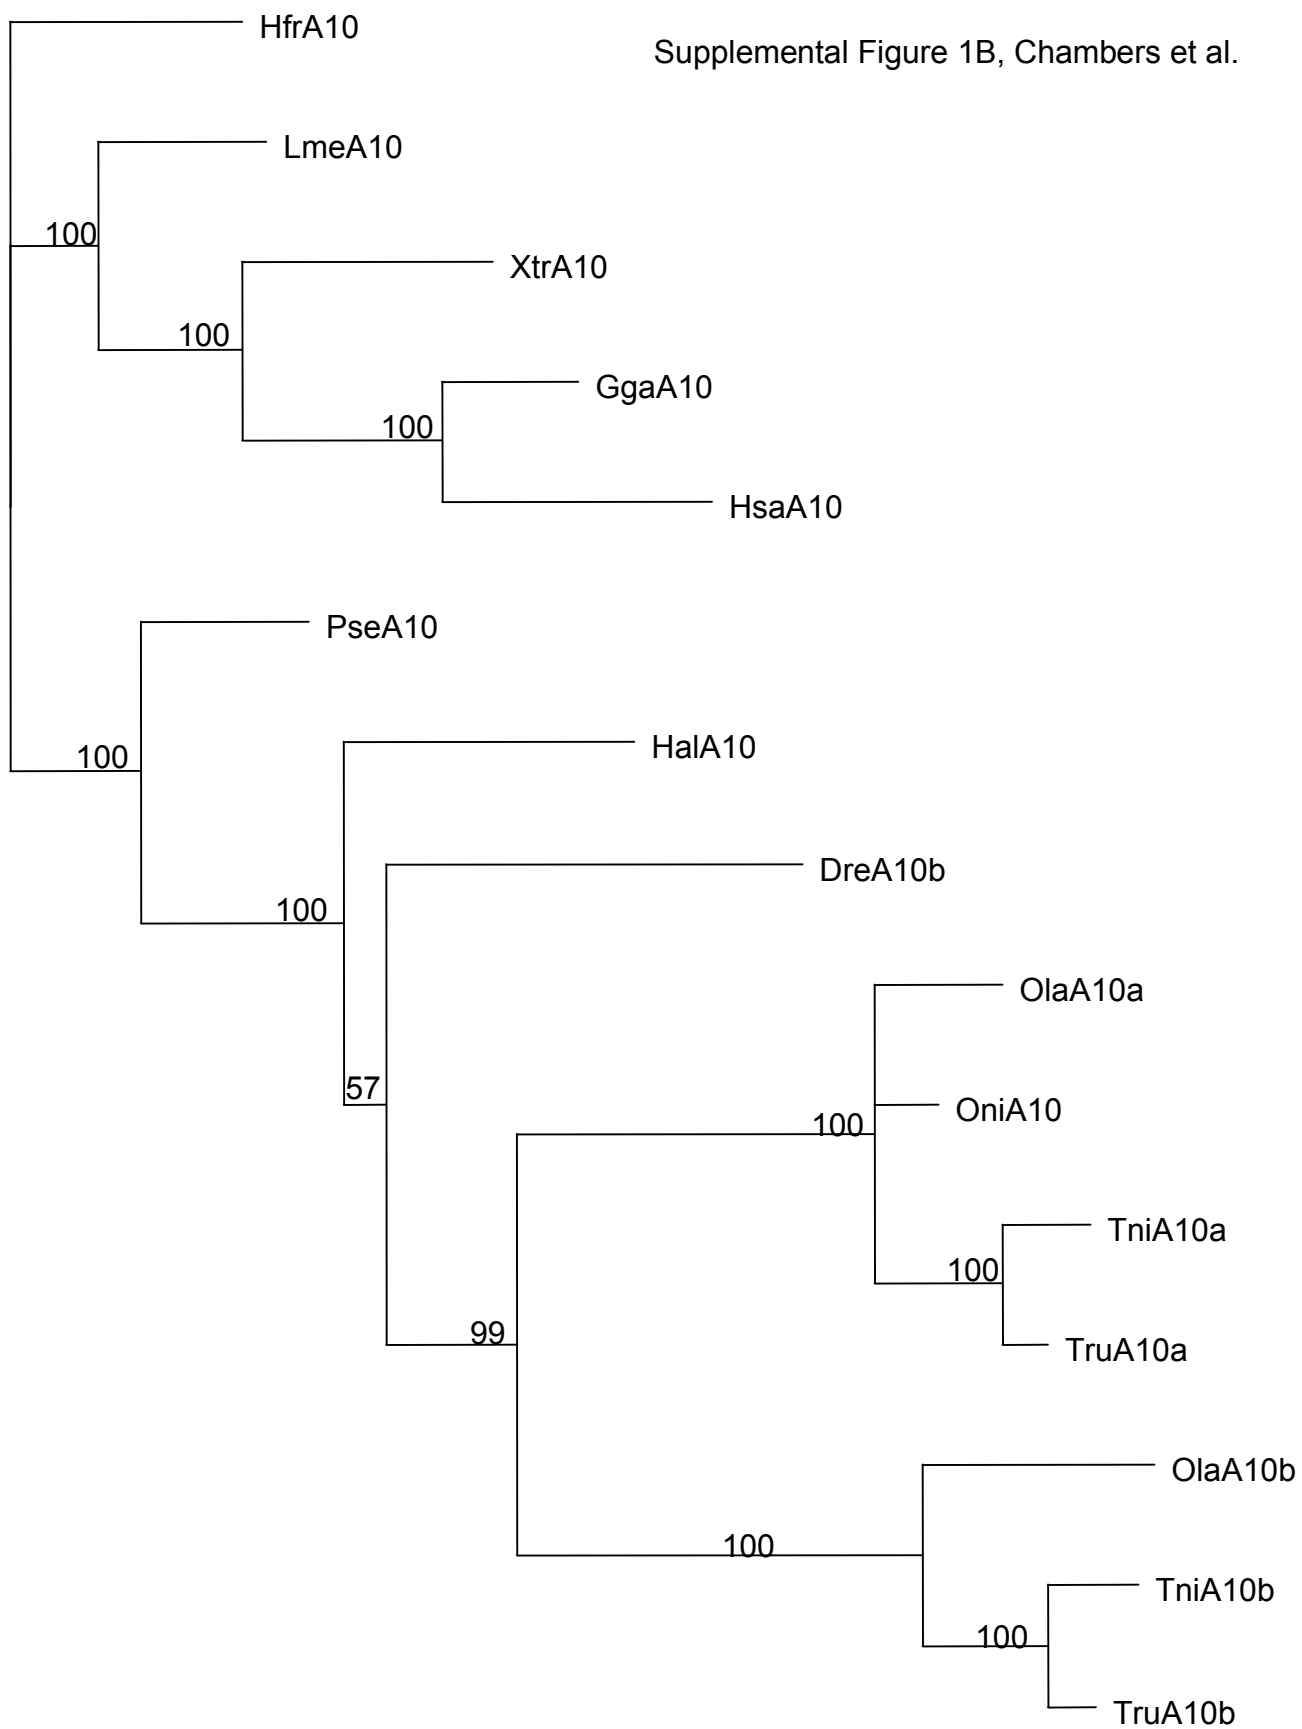 HfrA10
Supplemental Figure 1B, Chambers et al.
LmeA10
100
XtrA10
100
GgaA10
100
HsaA10
PseA10
HalA10
100
DreA10b
100
OlaA10a
57
OniA10
100
TniA10a
100
99
TruA10a
OlaA10b
100
TniA10b
100
TruA10b